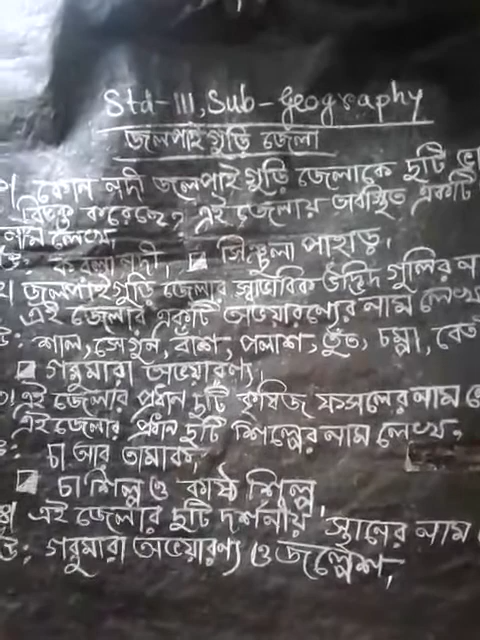 Std-III, Sub-Geography
জলপাইগুড়ি জেলা
কোন নদী জলপাইগুড়ি জেলাকে দুটি
বিভক্ত করেছে? এই জেলায় অবস্থিত একটি
নাম লেখ,
উঃ করলা নদী, সিঞ্চুলা পাহাড়,
২। জলপাইগুড়ি জেলার স্বাভাবিক উদ্ভিদ গুলির
এই জেলার একটি অভয়ারণ্যের নাম লেখ
উঃ শাল, সেগুন, বাঁশ, পলাশ, তুঁত, চম্পা, বেত
গরুমারা অভয়ারণ্য,
৩। এই জেলার প্রধান দুটি কৃষিজ ফসলের নাম
এই জেলার প্রধান দুটি শিল্পের নাম লেখ,
উঃ চা আর তামাক,
চা শিল্প ও কাষ্ঠ শিল্প,
এই জেলার দুটি দর্শনীয় স্তানের নাম
উঃ গরুমারা অভয়ারণ্য ও জল্পেশ,